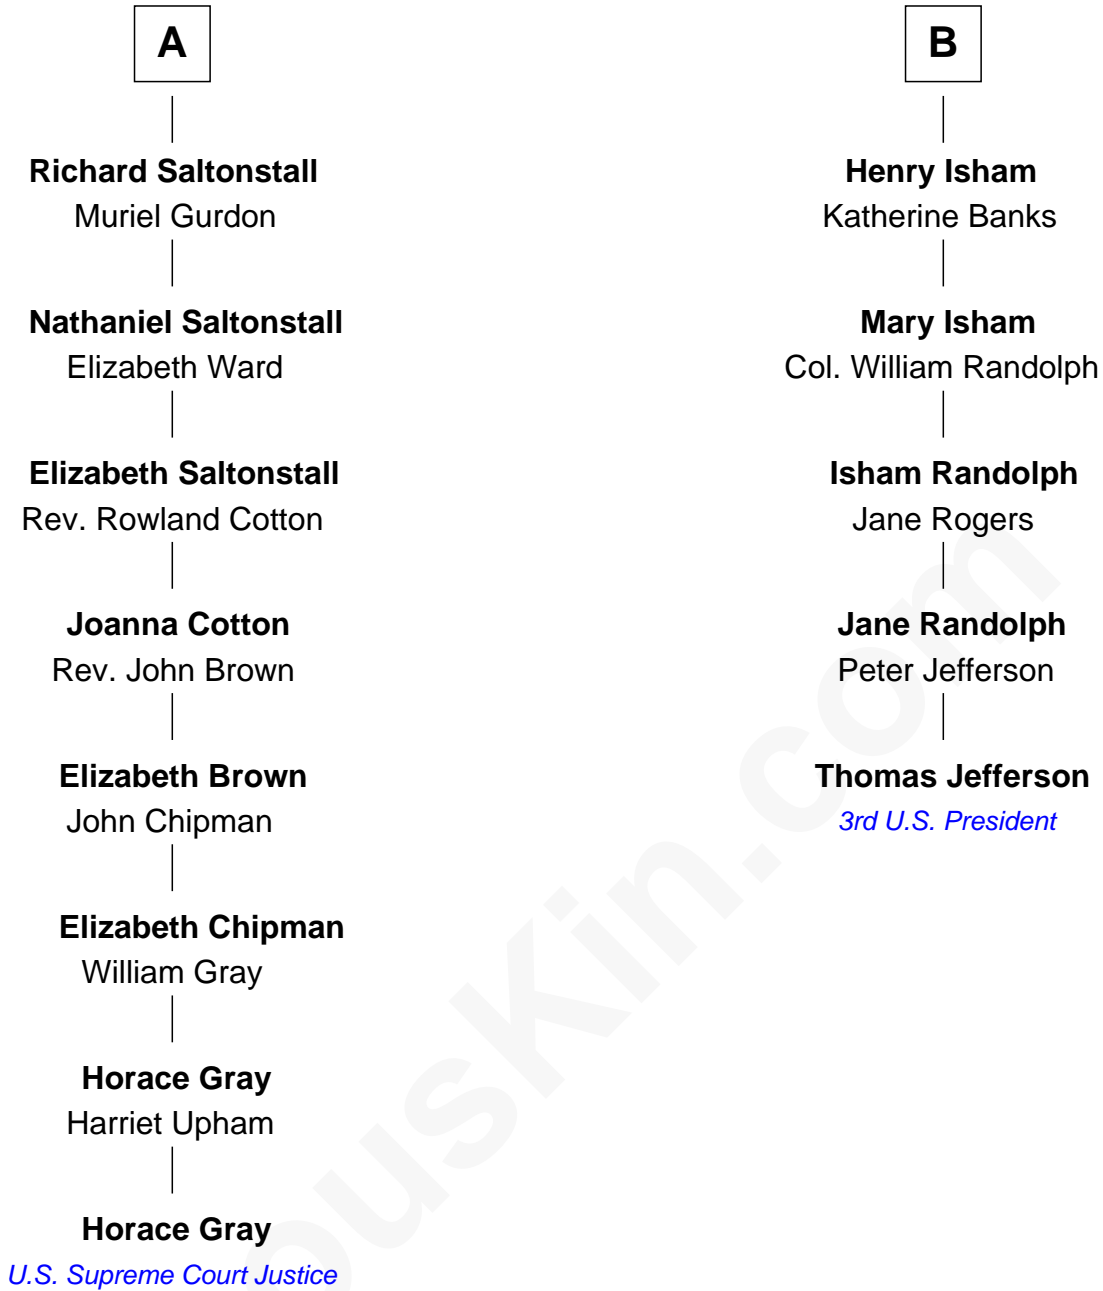 A
Richard Saltonstall
Muriel Gurdon
Nathaniel Saltonstall
Elizabeth Ward
Elizabeth Saltonstall
Rev. Rowland Cotton
Joanna Cotton
Rev. John Brown
Elizabeth Brown
John Chipman
Elizabeth Chipman
William Gray
Horace Gray
Harriet Upham
Horace Gray
U.S. Supreme Court Justice
B
Henry Isham
Katherine Banks
Mary Isham
Col. William Randolph
Isham Randolph
Jane Rogers
Jane Randolph
Peter Jefferson
Thomas Jefferson
3rd U.S. President